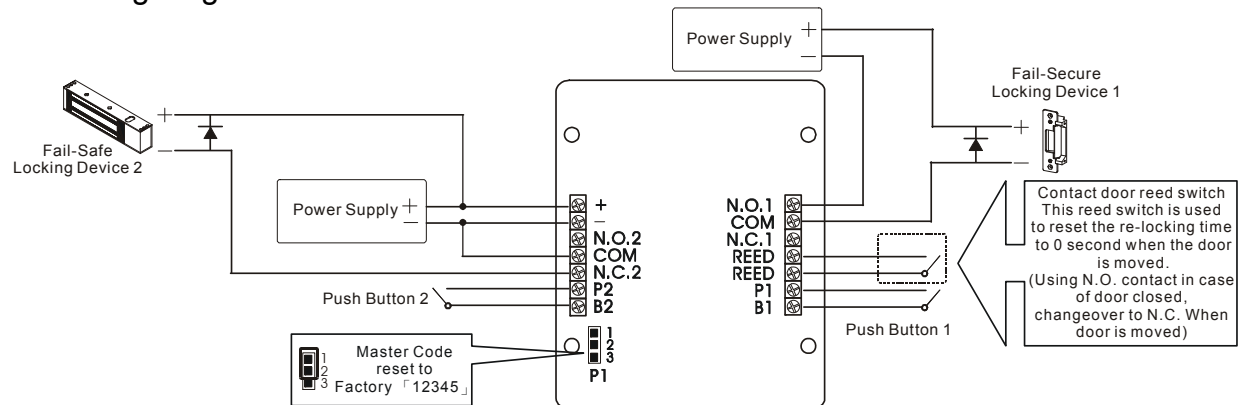 Power Supply +
−
Fail-Secure
Locking Device 1
+
−
+
−
Fail-Safe
Locking Device 2
Power Supply +
−
+
−
N.O.2
COM
N.C.2
P2
B2
N.O.1
COM
N.C.1
REED
REED
P1
B1
Push Button 2
Push Button 1
Contact door reed switch
This reed switch is used
to reset the re-locking time
to 0 second when the door
is moved.
(Using N.O. contact in case
of door closed,
changeover to N.C. When
door is moved)
1
2
3
Master Code
reset to
Factory「12345」
1
2
3
P1